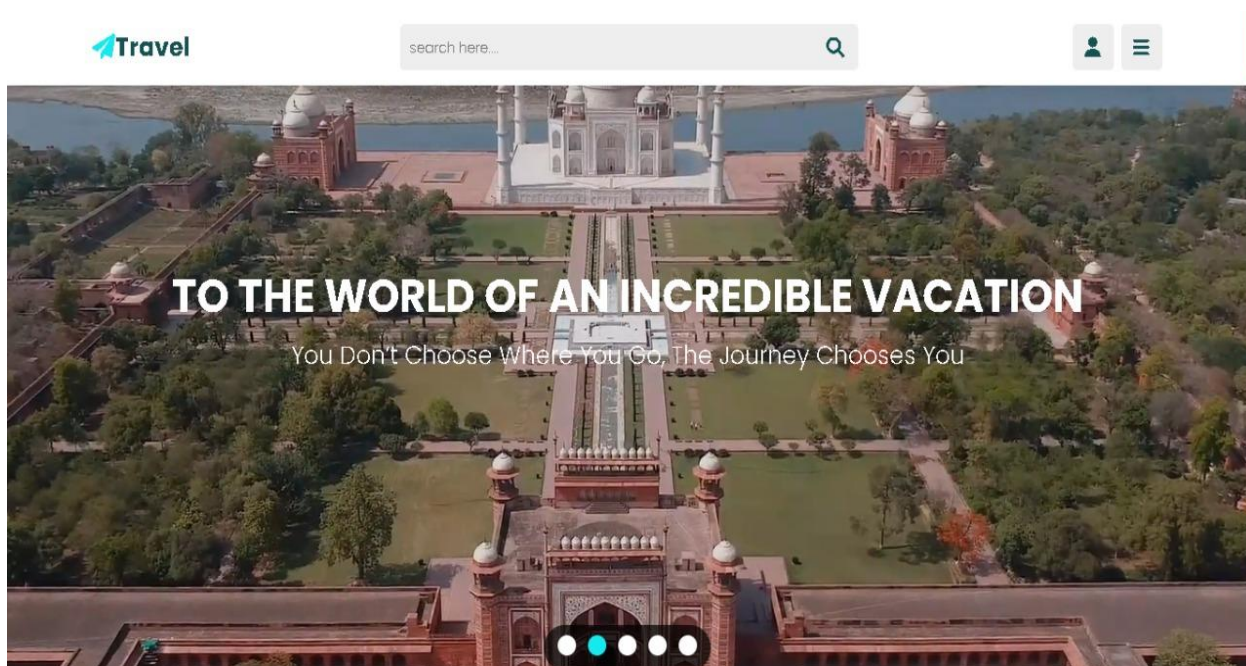 Travel
search here....
TO THE WORLD OF AN INCREDIBLE VACATION
You Don't Choose Where You Go, The Journey Chooses You